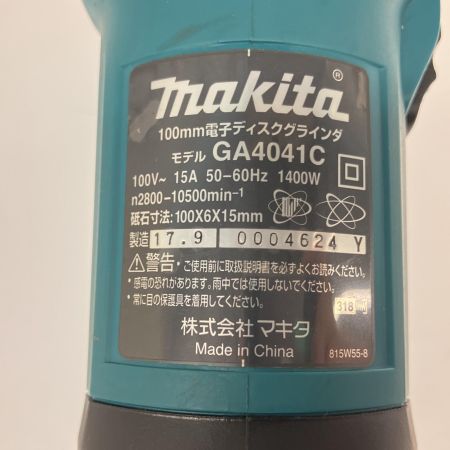 makita®
100mm電子ディスクグラインダ
モデル GA4041C
100V~ 15A 50-60Hz 1400W
n2800-10500min⁻¹
砥石寸法:100X6X15mm
製造 17.9 0004624 Y
⚠警告・ご使用前に取扱説明書を必ずよくお読みください。
・感電の恐れがあります。雨中では使用しないでください。
・常に目の保護具を着用してください。
318
株式会社 マキタ
Made in China 815W55-8